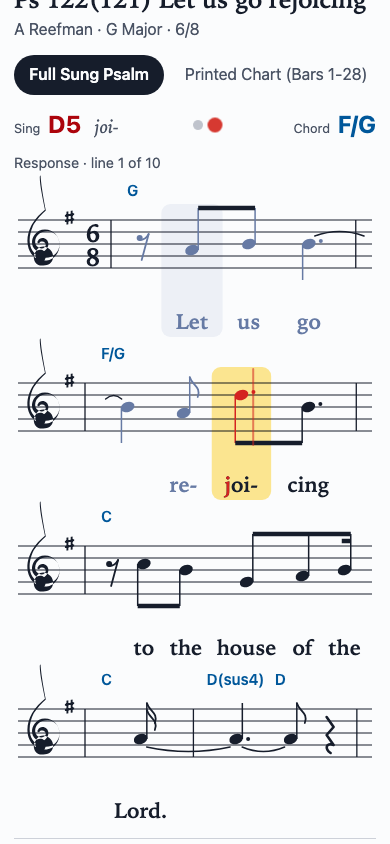 Ps 122(121) Let us go rejoicing
A Reefman · G Major · 6/8
Full Sung Psalm Printed Chart (Bars 1-28)
Sing D5 joi- Chord F/G
Response · line 1 of 10
G
6
8
Let us go
F/G
re- joi- cing
C
to the house of the
C D(sus4) D
Lord.